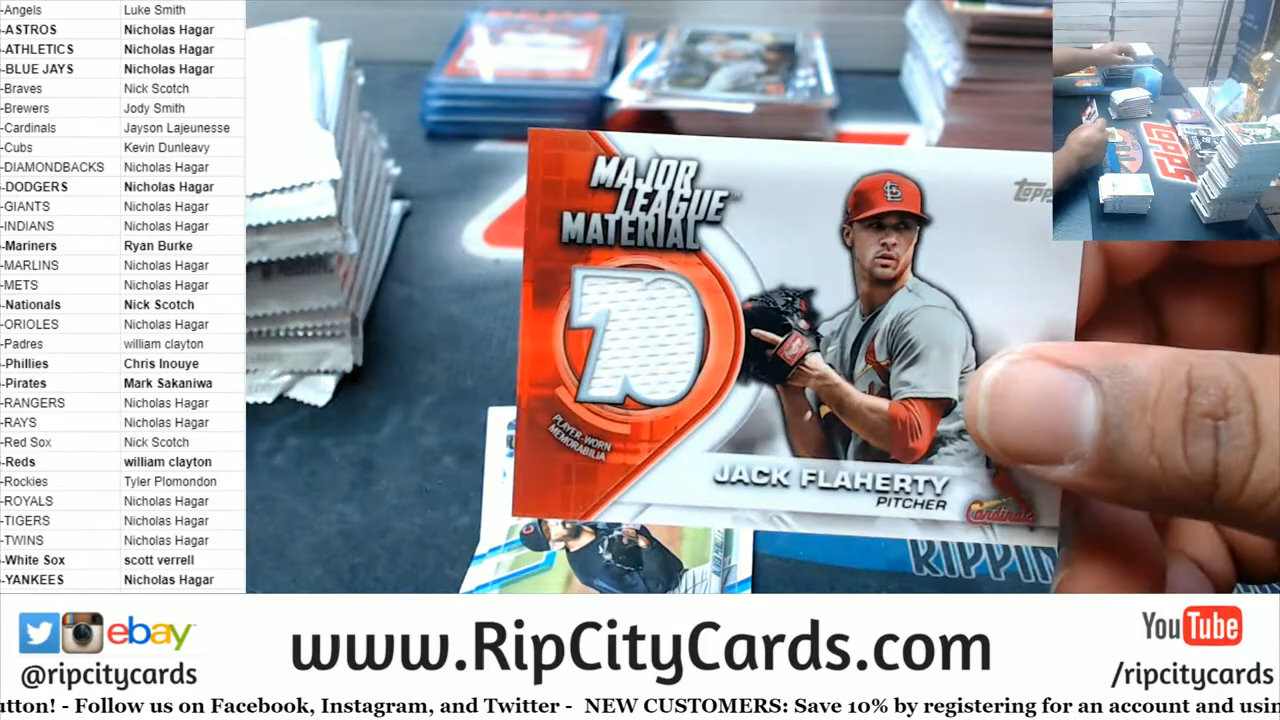 -Angels Luke Smith
-ASTROS Nicholas Hagar
-ATHLETICS Nicholas Hagar
-BLUE JAYS Nicholas Hagar
-Braves Nick Scotch
-Brewers Jody Smith
-Cardinals Jayson Lajeunesse
-Cubs Kevin Dunleavy
-DIAMONDBACKS Nicholas Hagar
-DODGERS Nicholas Hagar
-GIANTS Nicholas Hagar
-INDIANS Nicholas Hagar
-Mariners Ryan Burke
-MARLINS Nicholas Hagar
-METS Nicholas Hagar
-Nationals Nick Scotch
-ORIOLES Nicholas Hagar
-Padres william clayton
-Phillies Chris Inouye
-Pirates Mark Sakaniwa
-RANGERS Nicholas Hagar
-RAYS Nicholas Hagar
-Red Sox Nick Scotch
-Reds william clayton
-Rockies Tyler Plomondon
-ROYALS Nicholas Hagar
-TIGERS Nicholas Hagar
-TWINS Nicholas Hagar
-White Sox scott verrell
-YANKEES Nicholas Hagar
MAJOR
LEAGUE
MATERIAL™
Topps
PLAYER-WORN
MEMORABILIA
JACK FLAHERTY
PITCHER
Cardinals
RIPPIN
TOPPS
ebay
@ripcitycards
www.RipCityCards.com
YouTube
/ripcitycards
utton! - Follow us on Facebook, Instagram, and Twitter - NEW CUSTOMERS: Save 10% by registering for an account and usin